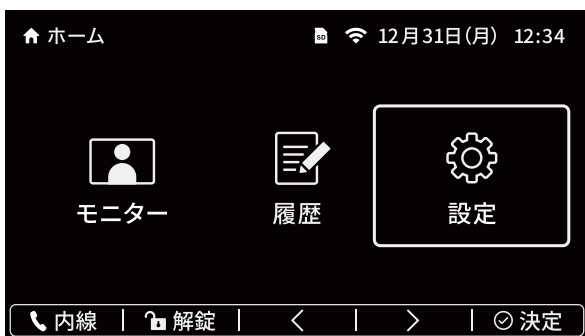 ホーム SD 12月31日(月) 12:34
モニター 履歴 設定
内線 解錠 < > 決定